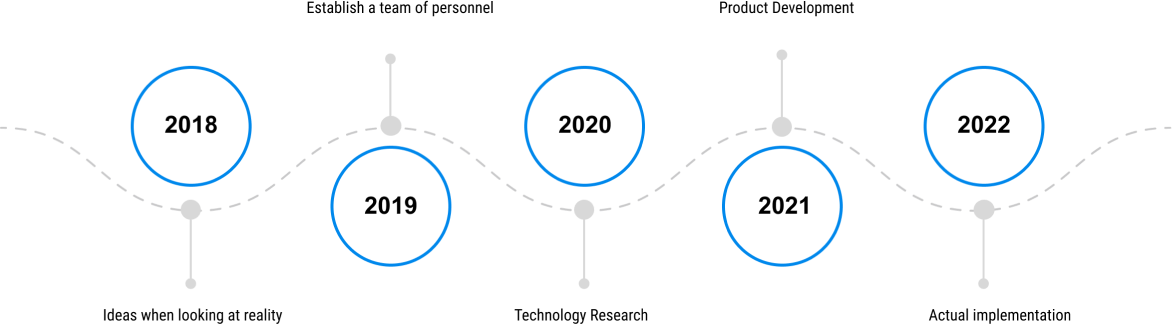 Establish a team of personnel
Product Development
2018
2020
2022
2019
2021
Ideas when looking at reality
Technology Research
Actual implementation